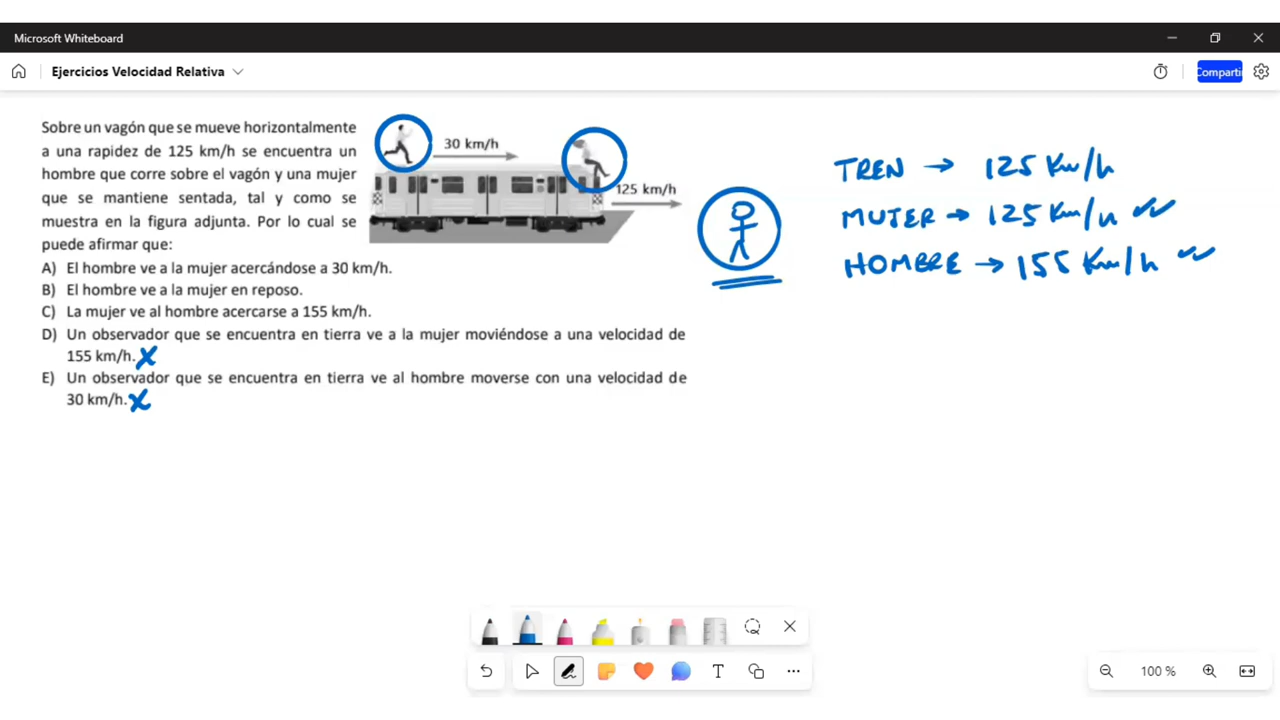 Microsoft Whiteboard
Ejercicios Velocidad Relativa
Comparti
Sobre un vagón que se mueve horizontalmente
a una rapidez de 125 km/h se encuentra un
hombre que corre sobre el vagón y una mujer
que se mantiene sentada, tal y como se
muestra en la figura adjunta. Por lo cual se
puede afirmar que:
30 km/h
125 km/h
A) El hombre ve a la mujer acercándose a 30 km/h.
B) El hombre ve a la mujer en reposo.
C) La mujer ve al hombre acercarse a 155 km/h.
D) Un observador que se encuentra en tierra ve a la mujer moviéndose a una velocidad de
155 km/h. X
E) Un observador que se encuentra en tierra ve al hombre moverse con una velocidad de
30 km/h. X
TREN → 125 Km/h
MUJER → 125 Km/h
HOMBRE → 155 Km/h
T
100 %